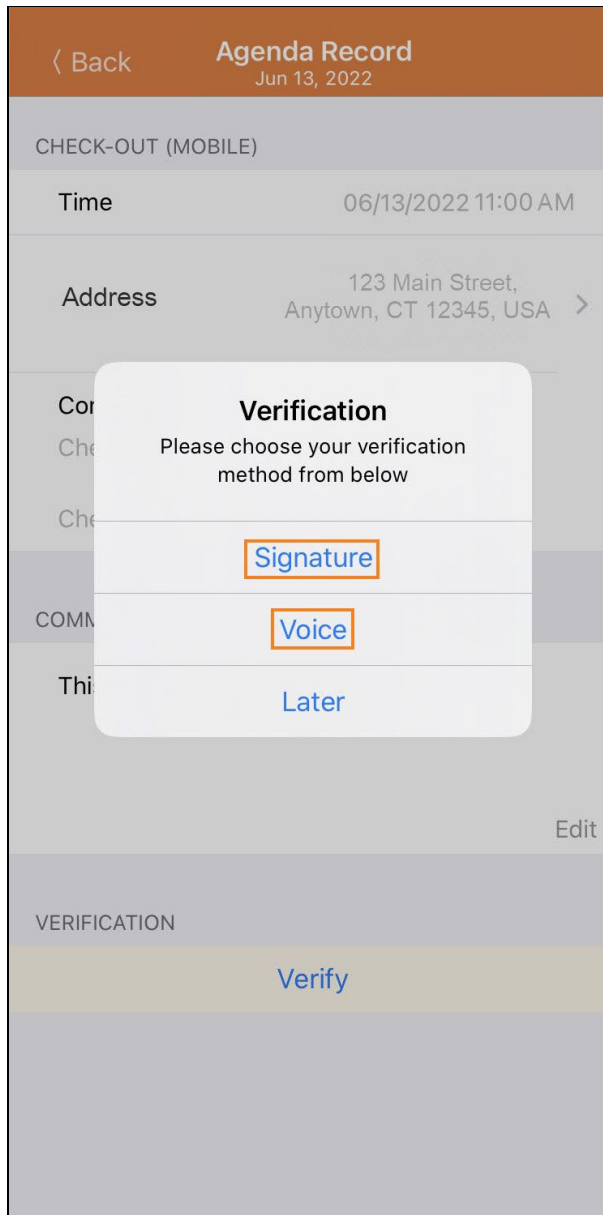 〈 Back
Agenda Record
Jun 13, 2022
CHECK-OUT (MOBILE)
Time 06/13/2022 11:00 AM
Address
123 Main Street,
Anytown, CT 12345, USA >
Verification
Please choose your verification
method from below
Signature
Voice
Later
Edit
VERIFICATION
Verify